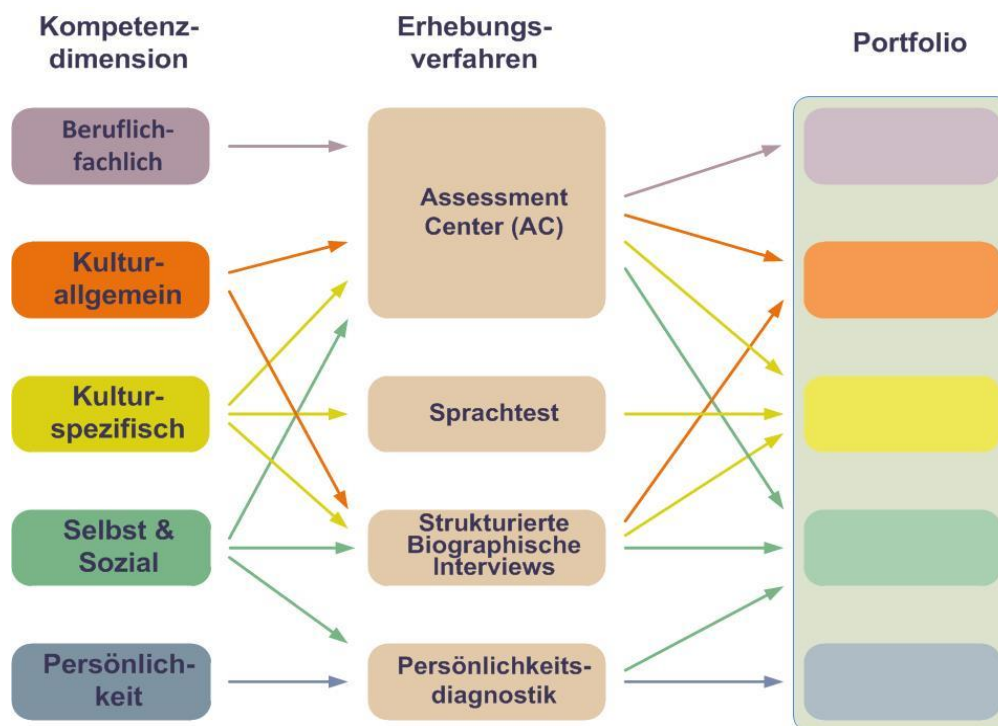 Kompetenz-
dimension
Erhebungs-
verfahren
Portfolio
Beruflich-
fachlich
Kultur-
allgemein
Kultur-
spezifisch
Selbst &
Sozial
Persönlich-
keit
Assessment
Center (AC)
Sprachtest
Strukturierte
Biographische
Interviews
Persönlichkeits-
diagnostik